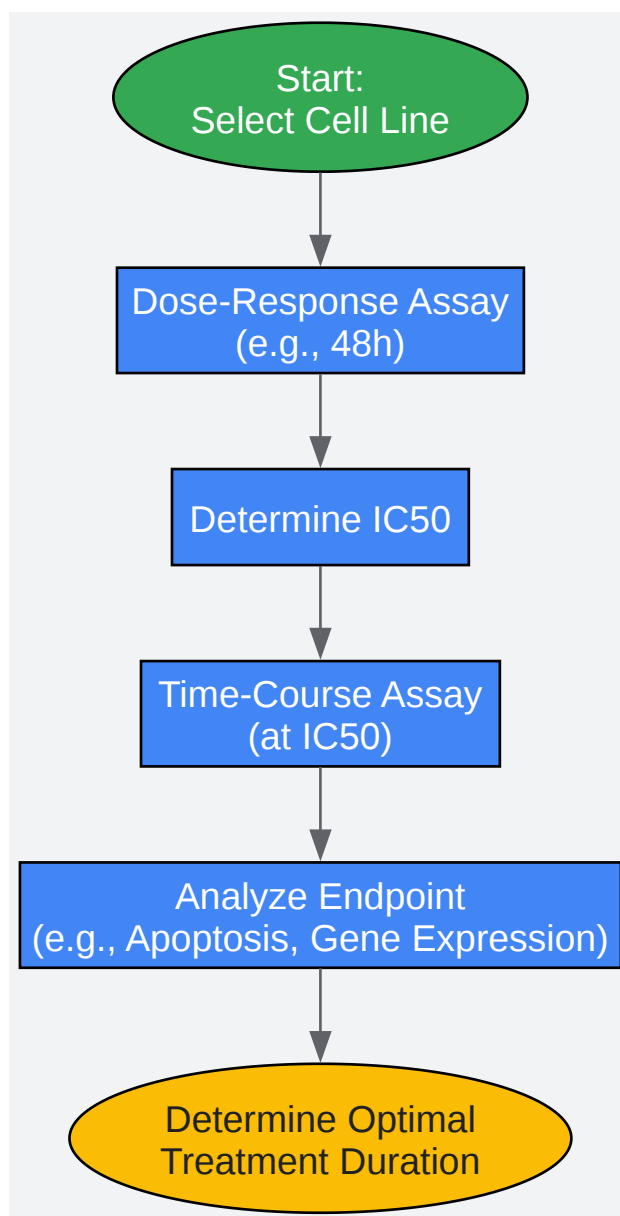 Start:
Select Cell Line
Dose-Response Assay
(e.g., 48h)
Determine IC50
Time-Course Assay
(at IC50)
Analyze Endpoint
(e.g., Apoptosis, Gene Expression)
Determine Optimal
Treatment Duration